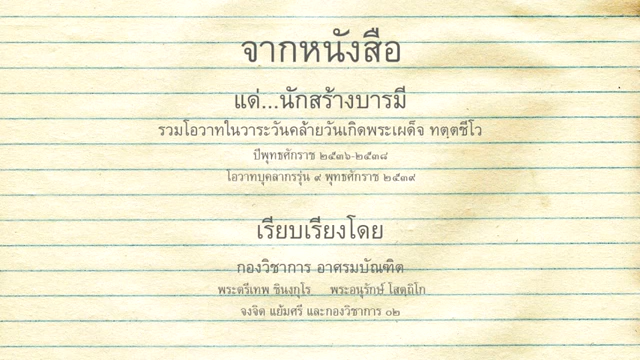 จากหนังสือ
แด่...นักสร้างบารมี
รวมโอวาทในวาระวันคล้ายวันเกิดพระเผด็จ ทตฺตชีโว
ปีพุทธศักราช ๒๕๓๖-๒๕๓๘
โอวาทบุคลากรรุ่น ๙ พุทธศักราช ๒๕๓๙
เรียบเรียงโดย
กองวิชาการ อาศรมบัณฑิต
พระตรีเทพ ชินงฺกุโร พระอนุรักษ์ โสตฺถิโก
จงจิต แย้มศรี และกองวิชาการ ๐๒